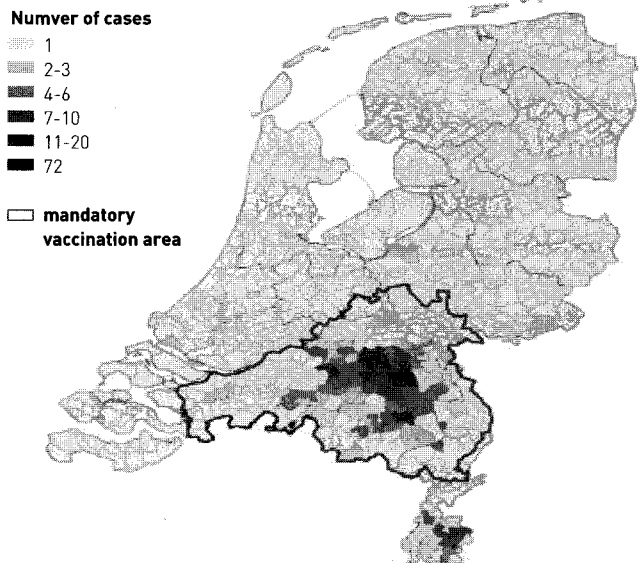 Numver of cases
1
2-3
4-6
7-10
11-20
72
mandatory
vaccination area